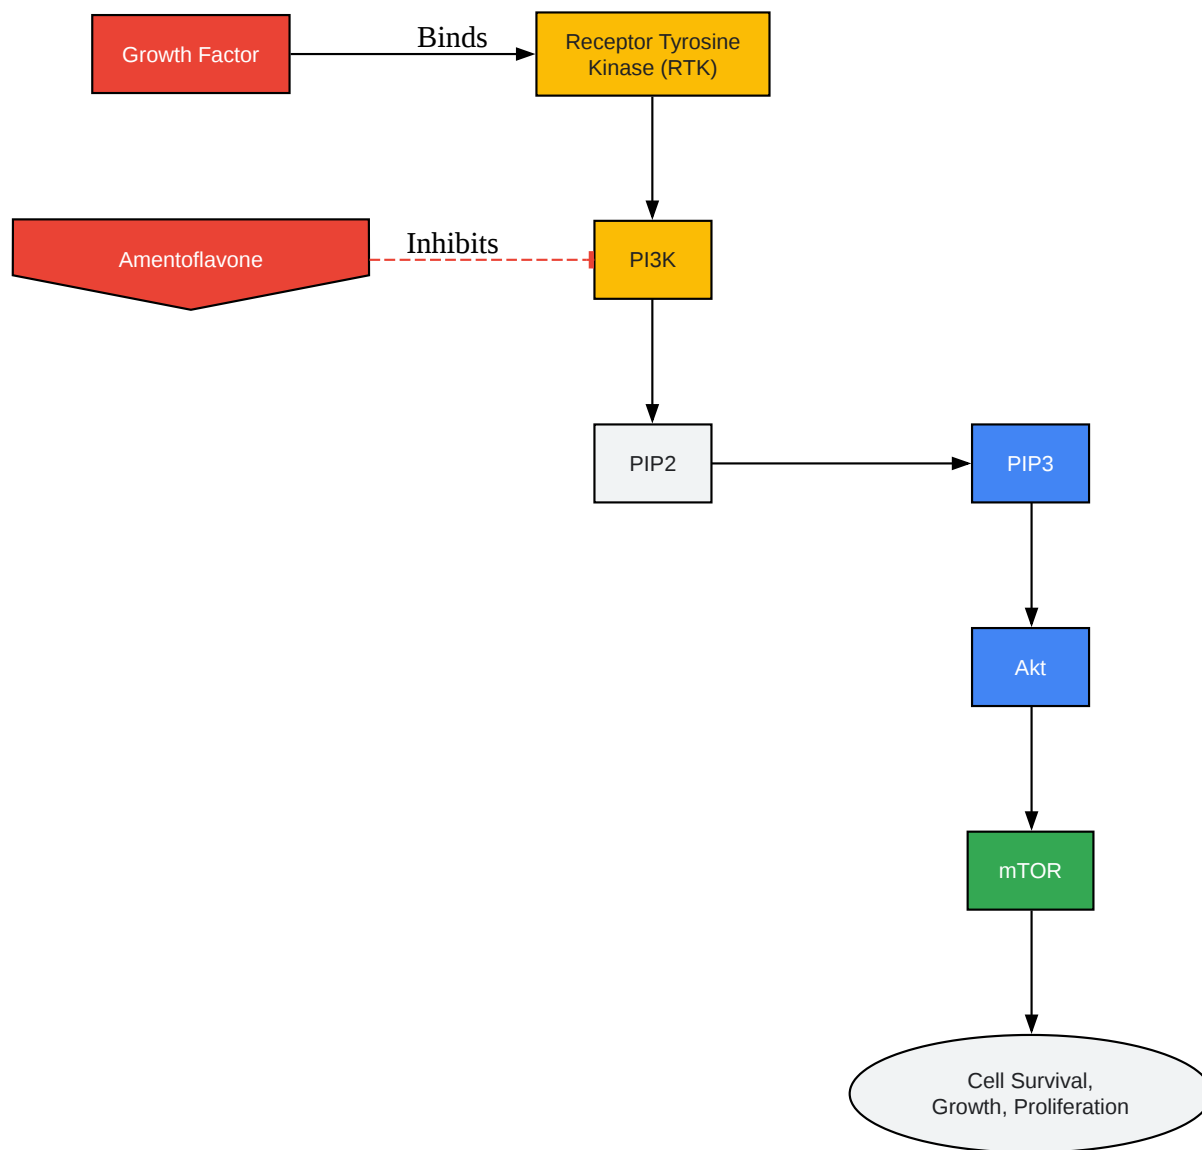 Growth Factor
Binds
Receptor Tyrosine
Kinase (RTK)
Amentoflavone
Inhibits
PI3K
PIP2
PIP3
Akt
mTOR
Cell Survival,
Growth, Proliferation